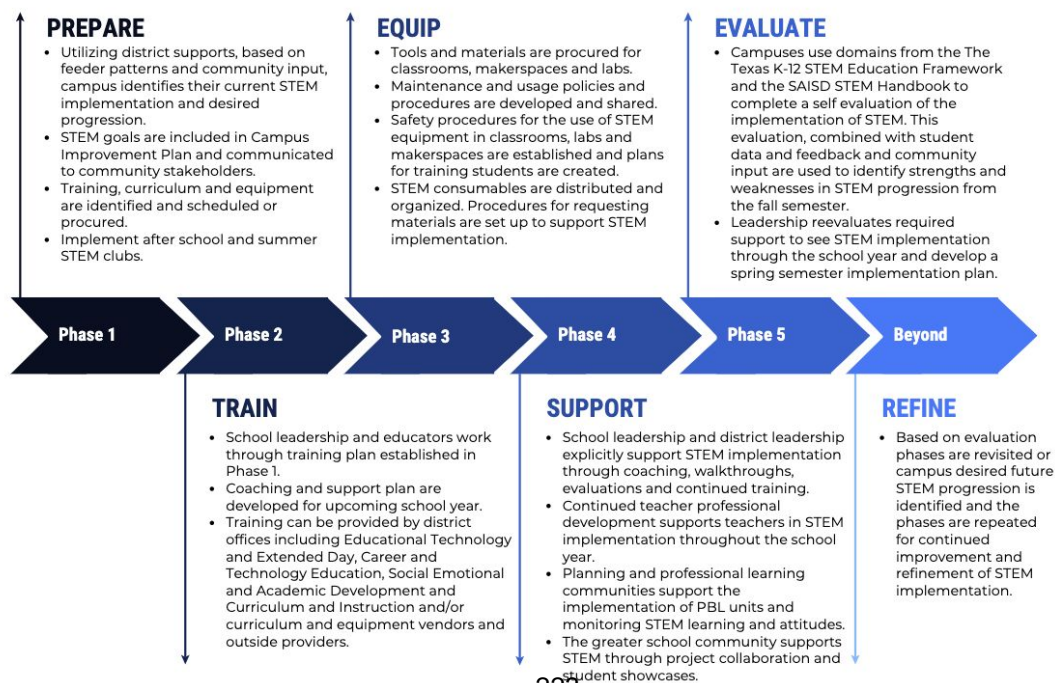 PREPARE
• Utilizing district supports, based on
feeder patterns and community input,
campus identifies their current STEM
implementation and desired
progression.
• STEM goals are included in Campus
Improvement Plan and communicated
to community stakeholders.
• Training, curriculum and equipment
are identified and scheduled or
procured.
• Implement after school and summer
STEM clubs.
EQUIP
• Tools and materials are procured for
classrooms, makerspaces and labs.
• Maintenance and usage policies and
procedures are developed and shared.
• Safety procedures for the use of STEM
equipment in classrooms, labs and
makerspaces are established and plans
for training students are created.
• STEM consumables are distributed and
organized. Procedures for requesting
materials are set up to support STEM
implementation.
EVALUATE
• Campuses use domains from the The
Texas K-12 STEM Education Framework
and the SAISD STEM Handbook to
complete a self evaluation of the
implementation of STEM. This
evaluation, combined with student
data and feedback and community
input are used to identify strengths and
weaknesses in STEM progression from
the fall semester.
• Leadership reevaluates required
support to see STEM implementation
through the school year and develop a
spring semester implementation plan.
Phase 1
Phase 2
Phase 3
Phase 4
Phase 5
Beyond
TRAIN
• School leadership and educators work
through training plan established in
Phase 1.
• Coaching and support plan are
developed for upcoming school year.
• Training can be provided by district
offices including Educational Technology
and Extended Day, Career and
Technology Education, Social Emotional
and Academic Development and
Curriculum and Instruction and/or
curriculum and equipment vendors and
outside providers.
SUPPORT
• School leadership and district leadership
explicitly support STEM implementation
through coaching, walkthroughs,
evaluations and continued training.
• Continued teacher professional
development supports teachers in STEM
implementation throughout the school
year.
• Planning and professional learning
communities support the
implementation of PBL units and
monitoring STEM learning and attitudes.
• The greater school community supports
STEM through project collaboration and
student showcases.
REFINE
• Based on evaluation
phases are revisited or
campus desired future
STEM progression is
identified and the
phases are repeated
for continued
improvement and
refinement of STEM
implementation.